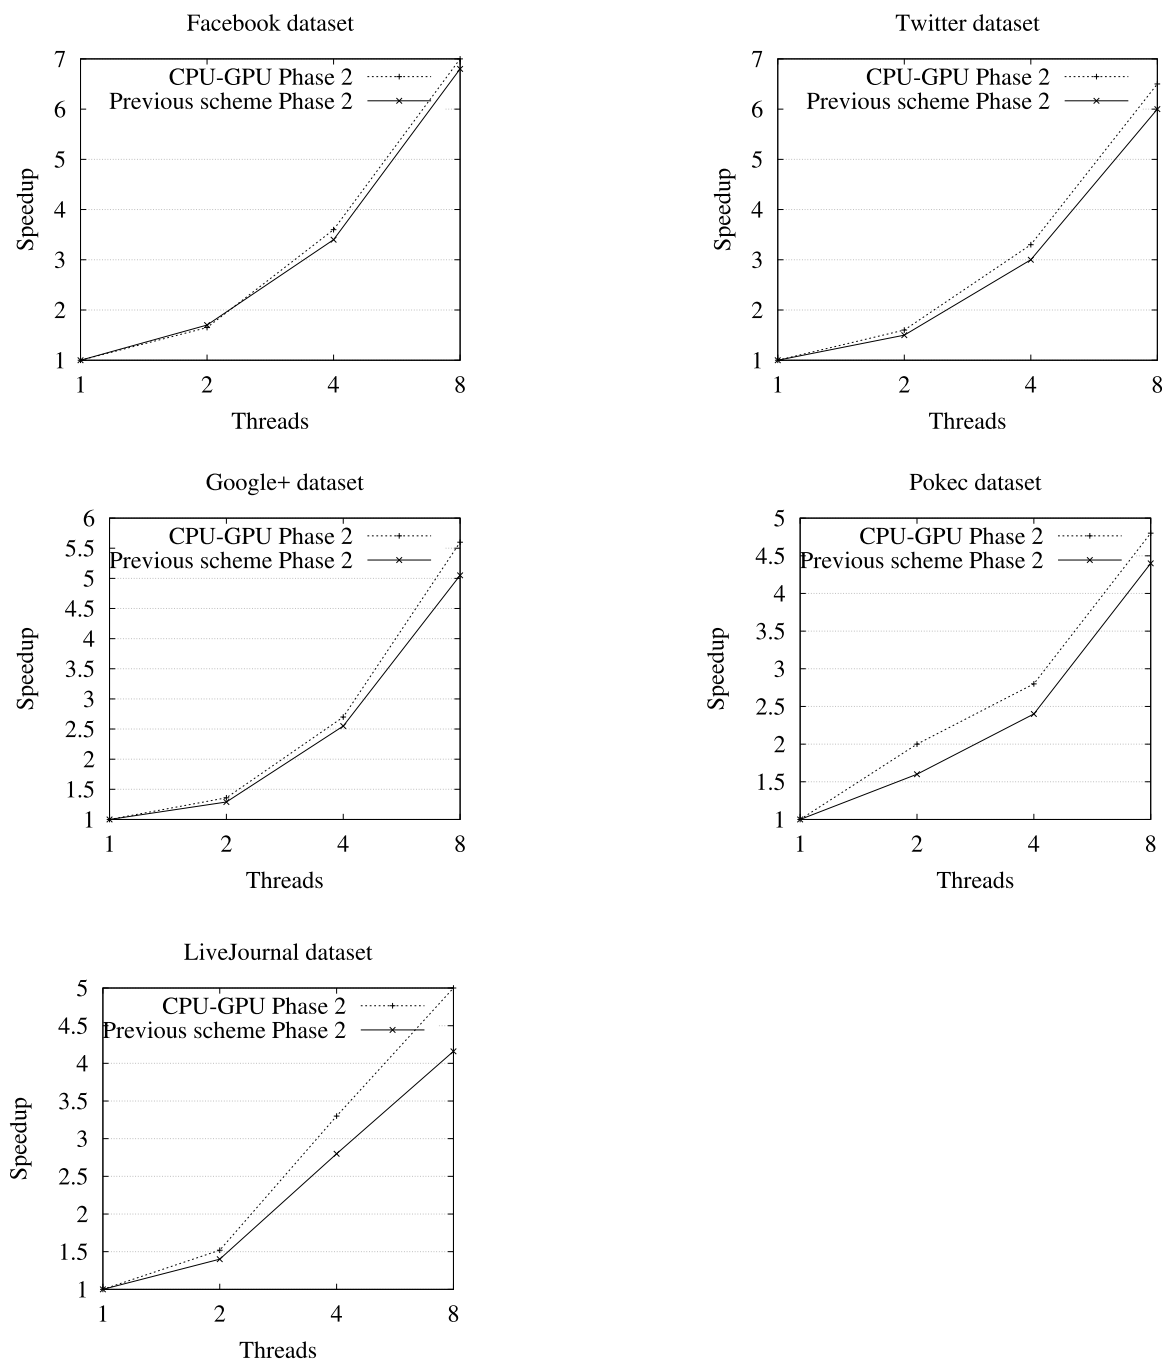 Facebook dataset
7
6
5
4
3
2
1
Speedup
CPU-GPU Phase 2
Previous scheme Phase 2
1 2 4 8
Threads
Twitter dataset
7
6
5
4
3
2
1
Speedup
CPU-GPU Phase 2
Previous scheme Phase 2
1 2 4 8
Threads
Google+ dataset
6
5.5
5
4.5
4
3.5
3
2.5
2
1.5
1
Speedup
CPU-GPU Phase 2
Previous scheme Phase 2
1 2 4 8
Threads
Pokec dataset
5
4.5
4
3.5
3
2.5
2
1.5
1
Speedup
CPU-GPU Phase 2
Previous scheme Phase 2
1 2 4 8
Threads
LiveJournal dataset
5
4.5
4
3.5
3
2.5
2
1.5
1
Speedup
CPU-GPU Phase 2
Previous scheme Phase 2
1 2 4 8
Threads